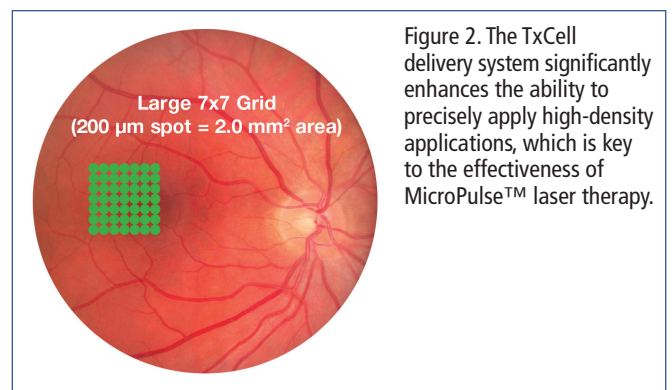 Large 7x7 Grid
(200 µm spot = 2.0 mm² area)
Figure 2. The TxCell
delivery system significantly
enhances the ability to
precisely apply high-density
applications, which is key
to the effectiveness of
MicroPulse™ laser therapy.